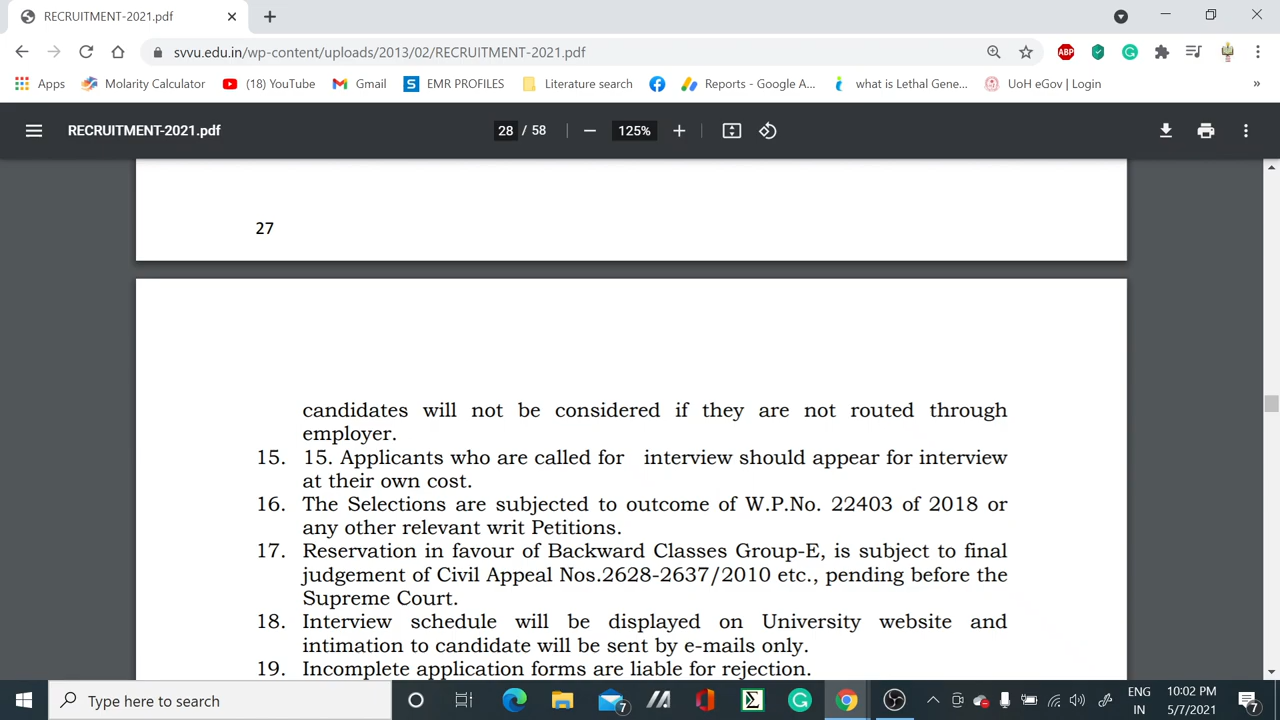 RECRUITMENT-2021.pdf
svvu.edu.in/wp-content/uploads/2013/02/RECRUITMENT-2021.pdf
ABP
Apps Molarity Calculator (18) YouTube Gmail S EMR PROFILES Literature search Reports - Google A... what is Lethal Gene... UoH eGov | Login »
RECRUITMENT-2021.pdf 28 / 58 125%
27
candidates will not be considered if they are not routed through
employer.
15. 15. Applicants who are called for interview should appear for interview
at their own cost.
16. The Selections are subjected to outcome of W.P.No. 22403 of 2018 or
any other relevant writ Petitions.
17. Reservation in favour of Backward Classes Group-E, is subject to final
judgement of Civil Appeal Nos.2628-2637/2010 etc., pending before the
Supreme Court.
18. Interview schedule will be displayed on University website and
intimation to candidate will be sent by e-mails only.
19. Incomplete application forms are liable for rejection.
Type here to search 7 ENG 10:02 PM
IN 5/7/2021 7